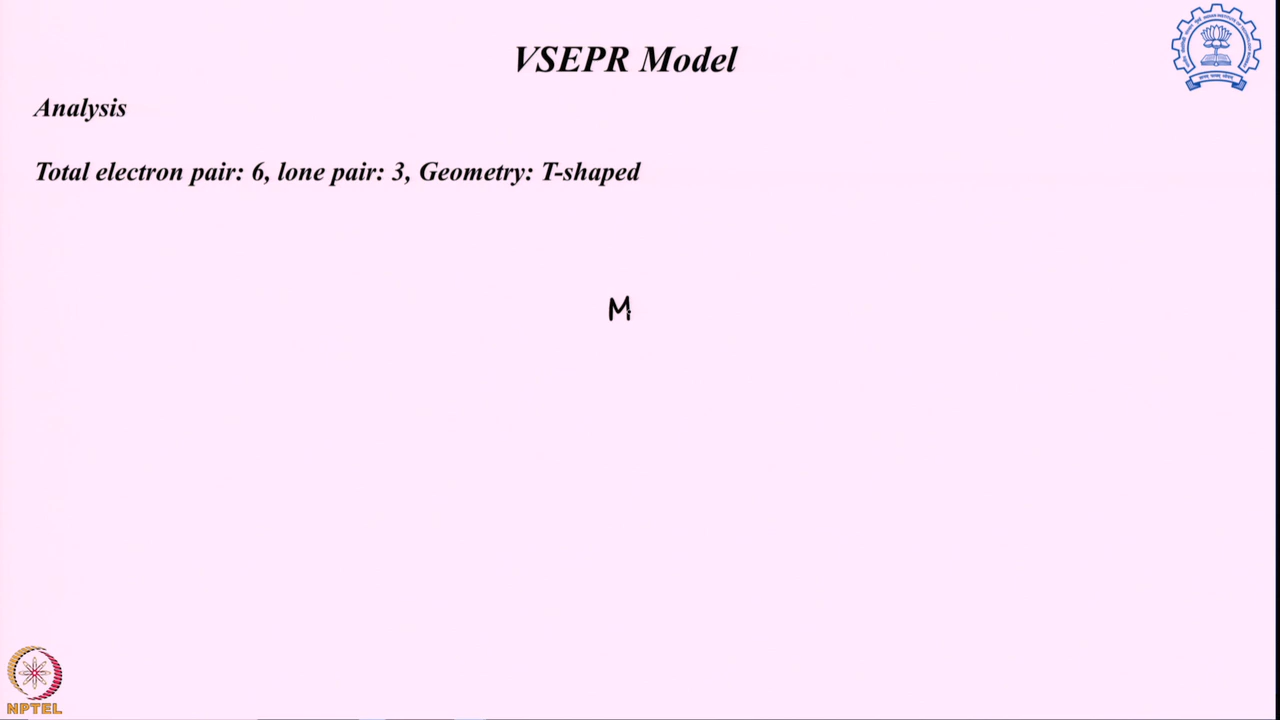 VSEPR Model
Analysis
Total electron pair: 6, lone pair: 3, Geometry: T-shaped
M
NPTEL